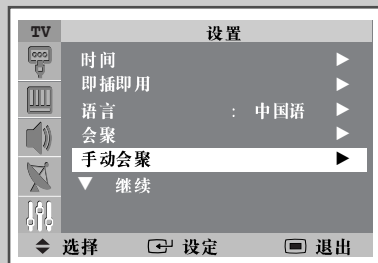 TV 设置
时间 ▶
即插即用 ▶
语言 : 中国语 ▶
会聚 ▶
手动会聚 ▶
▼ 继续
选择 设定 退出